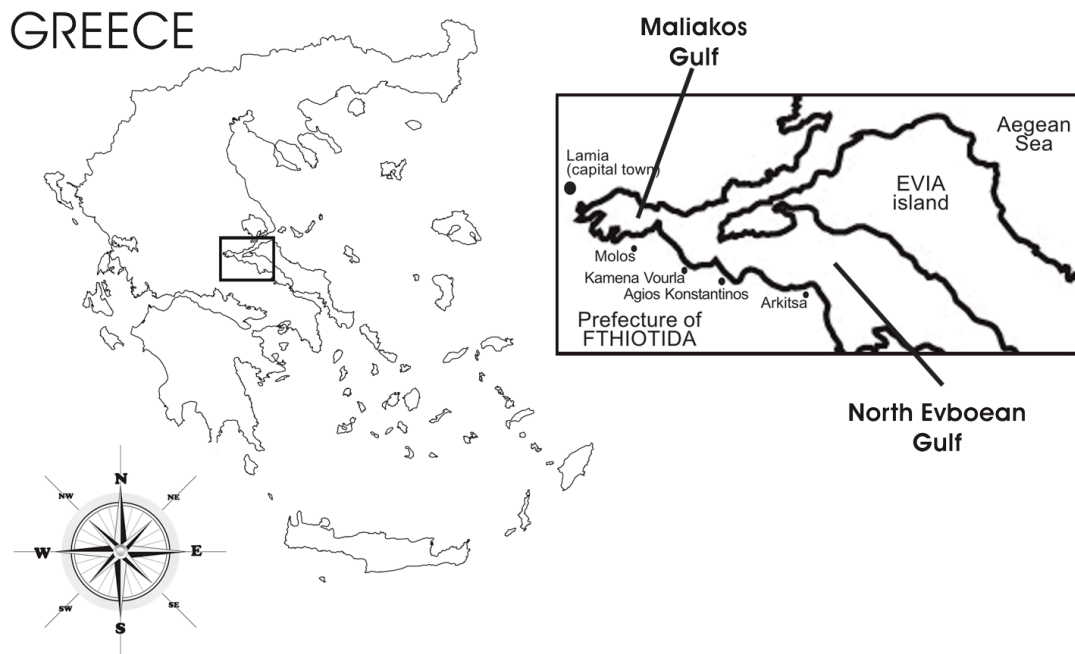 GREECE
Maliakos
Gulf
Aegean
Sea
Lamia
(capital town)
EVIA
island
Molos
Kamena Vourla
Agios Konstantinos
Arkitsa
Prefecture of
FTHIOTIDA
North Evboean
Gulf
N
NW
NE
W
E
SW
SE
S